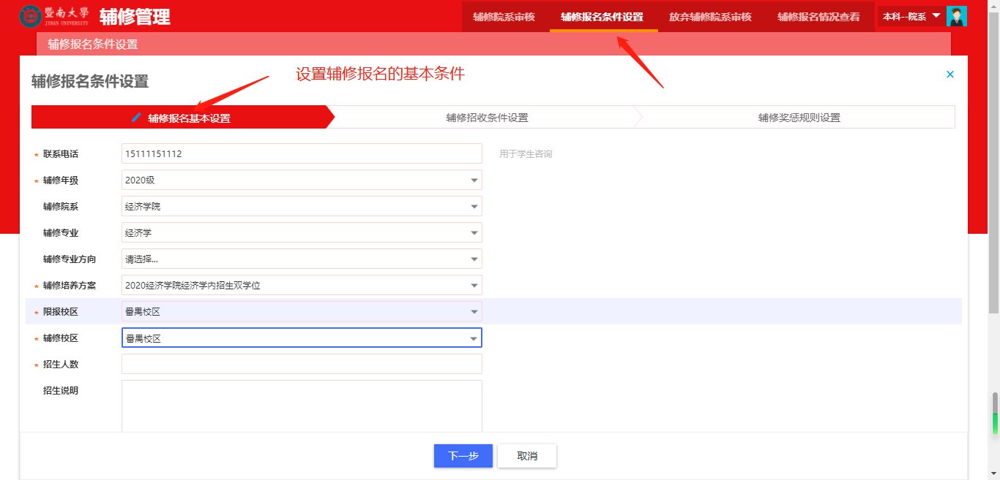 暨南大學
JINAN UNIVERSITY
辅修管理
辅修院系审核
辅修报名条件设置
放弃辅修院系审核
辅修报名情况查看
本科--院系
辅修报名条件设置
辅修报名条件设置
设置辅修报名的基本条件
×
辅修报名基本设置
辅修招收条件设置
辅修奖惩规则设置
* 联系电话 15111151112 用于学生咨询
* 辅修年级 2020级
辅修院系 经济学院
辅修专业 经济学
辅修专业方向 请选择...
* 辅修培养方案 2020经济学院经济学内招生双学位
* 限报校区 番禺校区
* 辅修校区 番禺校区
* 招生人数
招生说明
下一步
取消